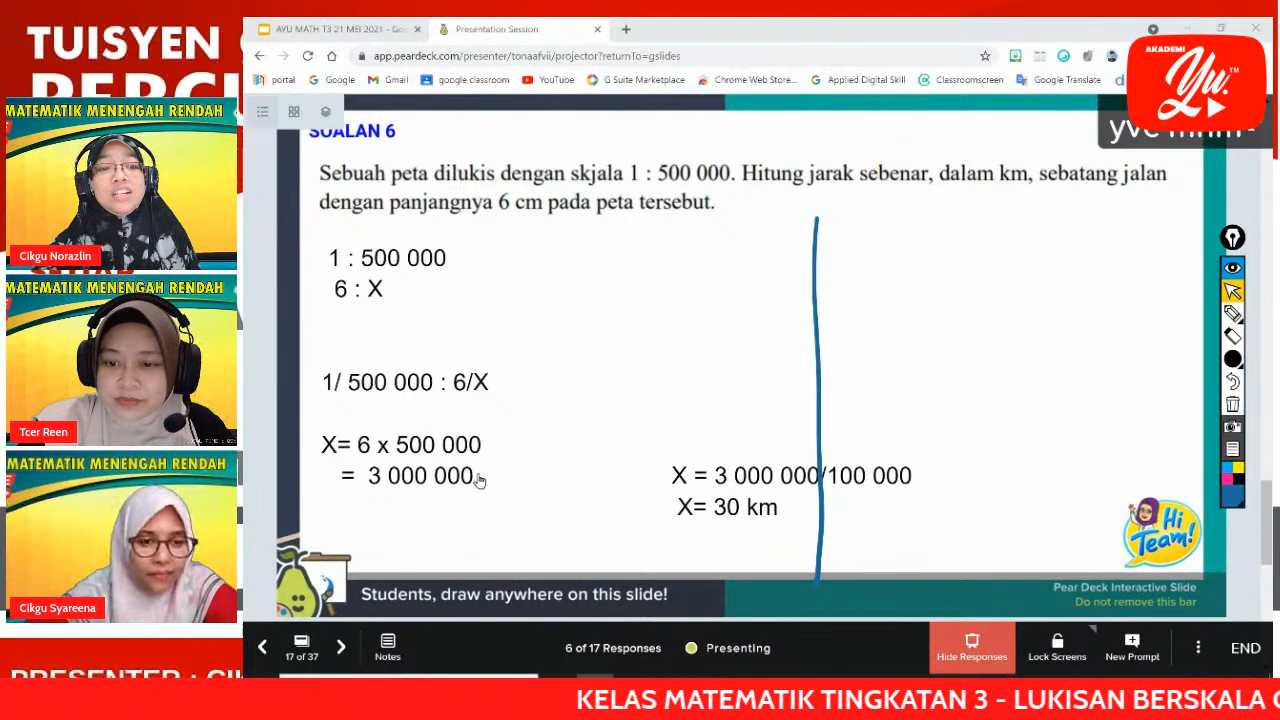 TUISYEN
MATEMATIK MENENGAH RENDAH
Cikgu Norazlin
MATEMATIK MENENGAH RENDAH
Tcer Reen
MATEMATIK MENENGAH RENDAH
Cikgu Syareena
AYU MATH T3 21 MEI 2021 - Go
Presentation Session
app.peardeck.com/presenter/tonaafvii/projector?returnTo=gslides
portal
Google
Gmail
google classroom
YouTube
G Suite Marketplace
Chrome Web Store...
Applied Digital Skill
Classroomscreen
Google Translate
AKADEMI
Yu.
TM
SOALAN 6
Sebuah peta dilukis dengan skjala 1 : 500 000. Hitung jarak sebenar, dalam km, sebatang jalan
dengan panjangnya 6 cm pada peta tersebut.
1 : 500 000
6 : X
1/ 500 000 : 6/X
X= 6 x 500 000
= 3 000 000
X = 3 000 000/100 000
X= 30 km
Hi
Team!
Students, draw anywhere on this slide!
Pear Deck Interactive Slide
Do not remove this bar
17 of 37
Notes
6 of 17 Responses
Presenting
Hide Responses
Lock Screens
New Prompt
END
KELAS MATEMATIK TINGKATAN 3 - LUKISAN BERSKALA